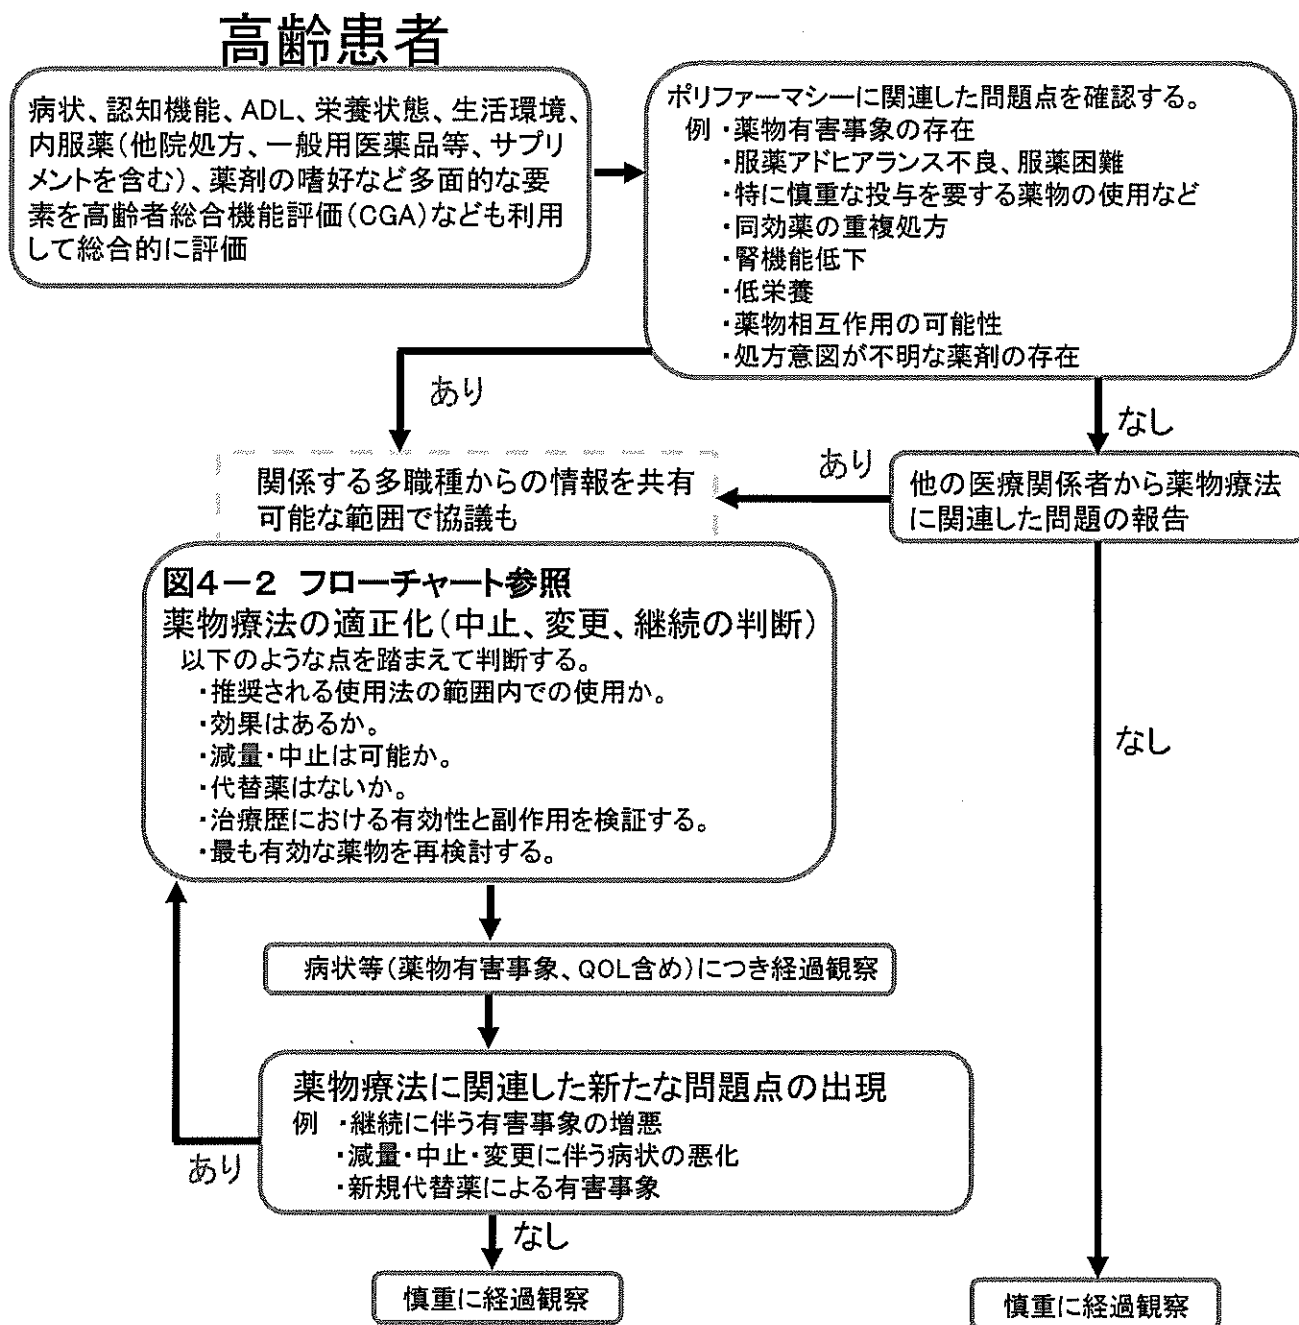 高齢患者
病状、認知機能、ADL、栄養状態、生活環境、
内服薬(他院処方、一般用医薬品等、サプリ
メントを含む)、薬剤の嗜好など多面的な要
素を高齢者総合機能評価(CGA)なども利用
して総合的に評価
ポリファーマシーに関連した問題点を確認する。
例 ・薬物有害事象の存在
・服薬アドヒアランス不良、服薬困難
・特に慎重な投与を要する薬物の使用など
・同効薬の重複処方
・腎機能低下
・低栄養
・薬物相互作用の可能性
・処方意図が不明な薬剤の存在
あり
なし
関係する多職種からの情報を共有
可能な範囲で協議も
あり
他の医療関係者から薬物療法
に関連した問題の報告
図4-2 フローチャート参照
薬物療法の適正化(中止、変更、継続の判断)
以下のような点を踏まえて判断する。
・推奨される使用法の範囲内での使用か。
・効果はあるか。
・減量・中止は可能か。
・代替薬はないか。
・治療歴における有効性と副作用を検証する。
・最も有効な薬物を再検討する。
なし
病状等(薬物有害事象、QOL含め)につき経過観察
薬物療法に関連した新たな問題点の出現
例 ・継続に伴う有害事象の増悪
・減量・中止・変更に伴う病状の悪化
・新規代替薬による有害事象
あり
なし
慎重に経過観察
慎重に経過観察